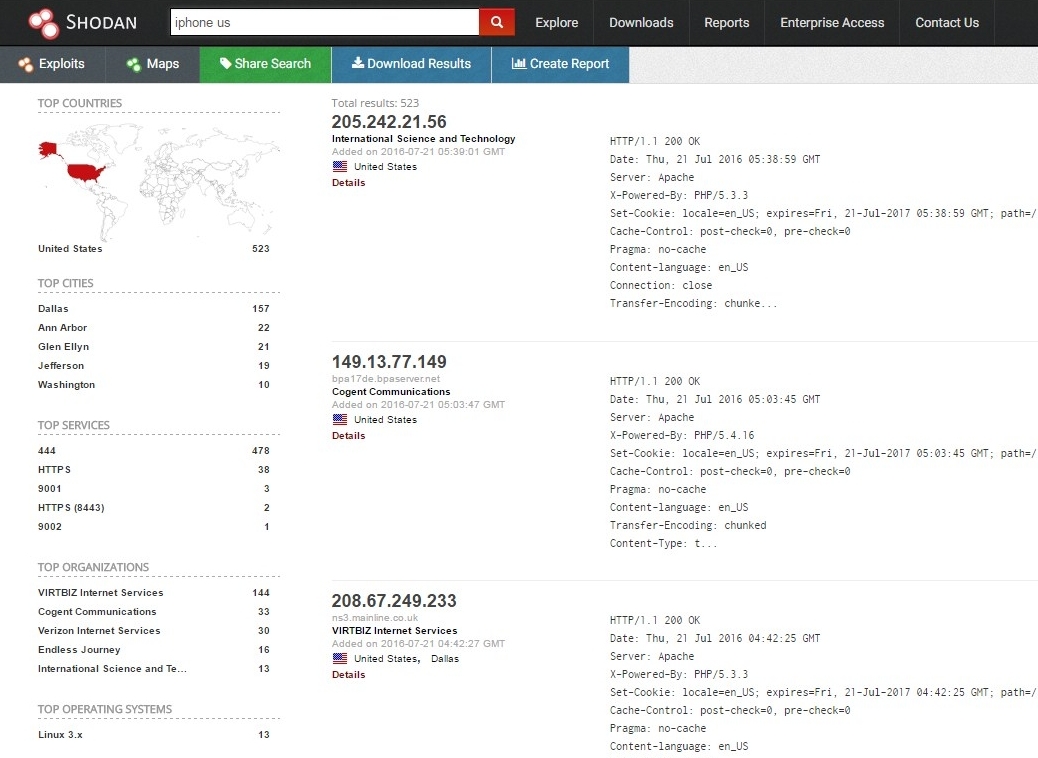 SHODAN
iphone us
Explore
Downloads
Reports
Enterprise Access
Contact Us
Exploits
Maps
Share Search
Download Results
Create Report
TOP COUNTRIES
United States 523
TOP CITIES
Dallas 157
Ann Arbor 22
Glen Ellyn 21
Jefferson 19
Washington 10
TOP SERVICES
444 478
HTTPS 38
9001 3
HTTPS (8443) 2
9002 1
TOP ORGANIZATIONS
VIRTBIZ Internet Services 144
Cogent Communications 33
Verizon Internet Services 30
Endless Journey 16
International Science and Te... 13
TOP OPERATING SYSTEMS
Linux 3.x 13
Total results: 523
205.242.21.56
International Science and Technology
Added on 2016-07-21 05:39:01 GMT
United States
Details
HTTP/1.1 200 OK
Date: Thu, 21 Jul 2016 05:38:59 GMT
Server: Apache
X-Powered-By: PHP/5.3.3
Set-Cookie: locale=en_US; expires=Fri, 21-Jul-2017 05:38:59 GMT; path=/
Cache-Control: post-check=0, pre-check=0
Pragma: no-cache
Content-language: en_US
Connection: close
Transfer-Encoding: chunke...
149.13.77.149
bpa17de.bpaserver.net
Cogent Communications
Added on 2016-07-21 05:03:47 GMT
United States
Details
HTTP/1.1 200 OK
Date: Thu, 21 Jul 2016 05:03:45 GMT
Server: Apache
X-Powered-By: PHP/5.4.16
Set-Cookie: locale=en_US; expires=Fri, 21-Jul-2017 05:03:45 GMT; path=/
Cache-Control: post-check=0, pre-check=0
Pragma: no-cache
Content-language: en_US
Transfer-Encoding: chunked
Content-Type: t...
208.67.249.233
ns3.mainline.co.uk
VIRTBIZ Internet Services
Added on 2016-07-21 04:42:27 GMT
United States, Dallas
Details
HTTP/1.1 200 OK
Date: Thu, 21 Jul 2016 04:42:25 GMT
Server: Apache
X-Powered-By: PHP/5.3.3
Set-Cookie: locale=en_US; expires=Fri, 21-Jul-2017 04:42:25 GMT; path=/
Cache-Control: post-check=0, pre-check=0
Pragma: no-cache
Content-language: en_US